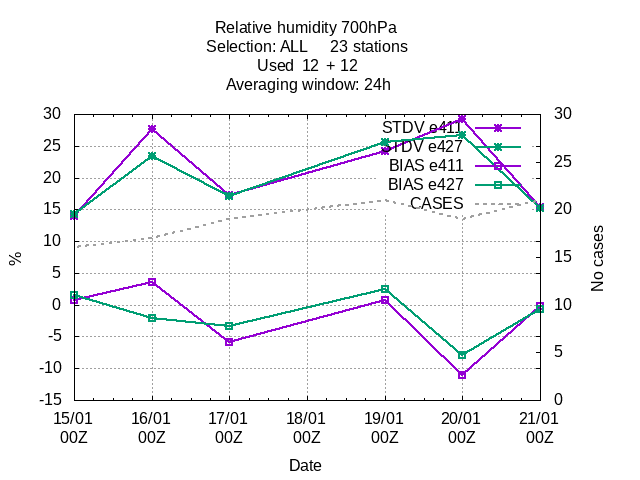 Relative humidity 700hPa
Selection: ALL 23 stations
Used 12 + 12
Averaging window: 24h
30
25
20
15
10
5
0
-5
-10
-15
%
30
25
20
15
10
5
0
No cases
STDV e411
STDV e427
BIAS e411
BIAS e427
CASES
15/01 16/01 17/01 18/01 19/01 20/01 21/01
00Z 00Z 00Z 00Z 00Z 00Z 00Z
Date